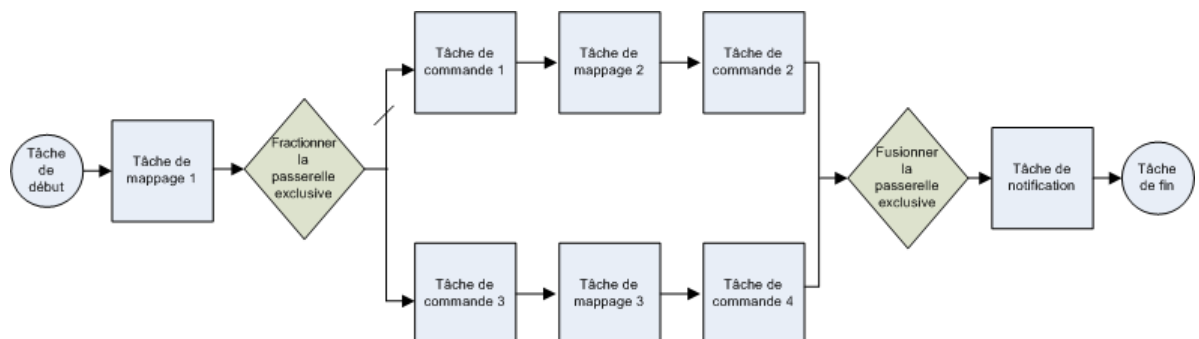 Tâche
de
début
Tâche de
mappage 1
Fractionner
la
passerelle
exclusive
Tâche de
commande 1
Tâche de
mappage 2
Tâche de
commande 2
Tâche de
commande 3
Tâche de
mappage 3
Tâche de
commande 4
Fusionner
la
passerelle
exclusive
Tâche de
notification
Tâche
de fin